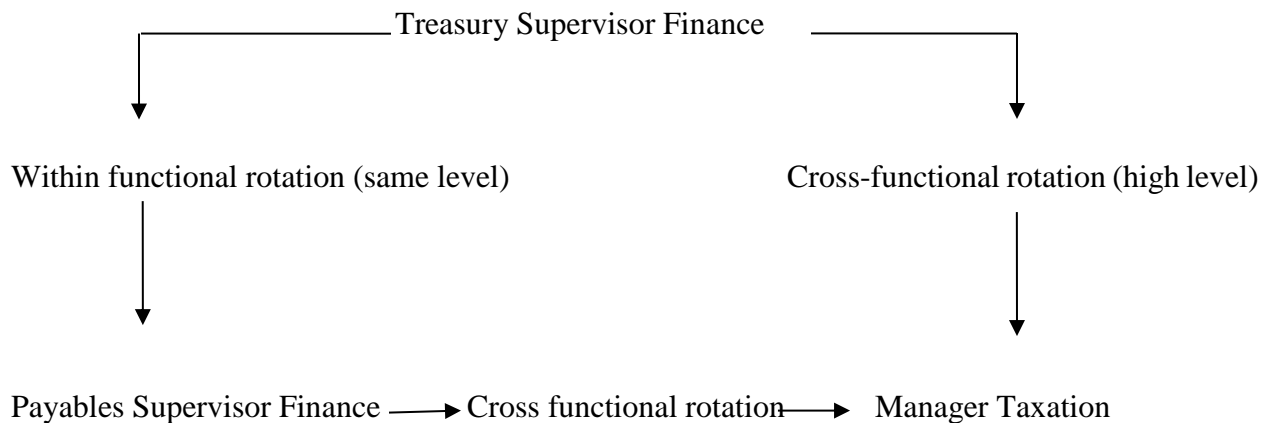 Treasury Supervisor Finance
Within functional rotation (same level) Cross-functional rotation (high level)
Payables Supervisor Finance Cross functional rotation Manager Taxation